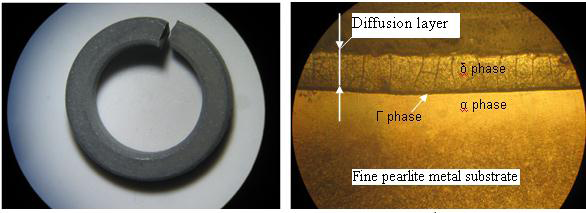 Diffusion layer
δ phase
α phase
Γ phase
Fine pearlite metal substrate